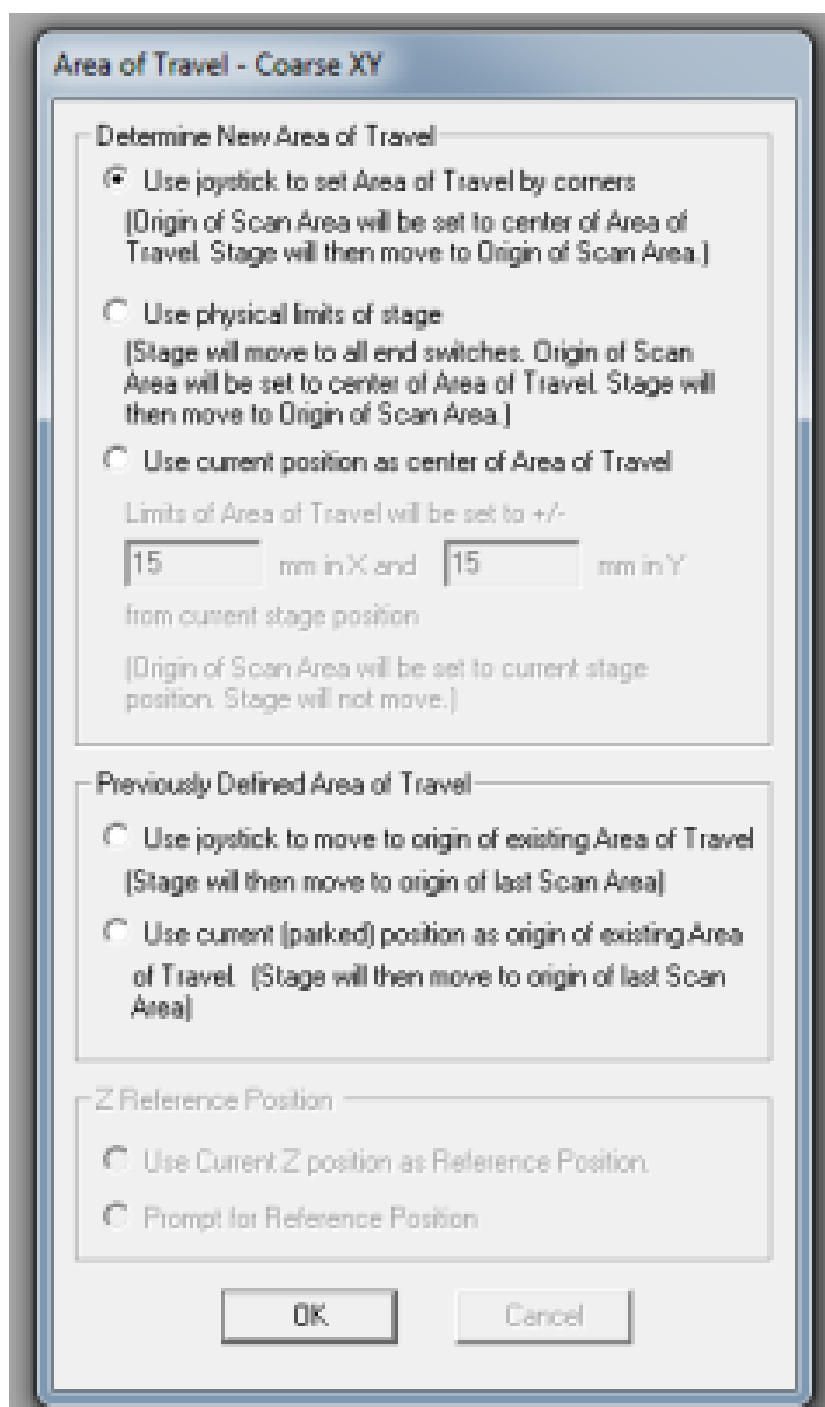 Area of Travel - Coarse XY
Determine New Area of Travel
Use joystick to set Area of Travel by corners
(Origin of Scan Area will be set to center of Area of
Travel. Stage will then move to Origin of Scan Area.)
Use physical limits of stage
(Stage will move to all end switches. Origin of Scan
Area will be set to center of Area of Travel. Stage will
then move to Origin of Scan Area.)
Use current position as center of Area of Travel
Limits of Area of Travel will be set to +/-
15 mm in X and 15 mm in Y
from current stage position
(Origin of Scan Area will be set to current stage
position. Stage will not move.)
Previously Defined Area of Travel
Use joystick to move to origin of existing Area of Travel
(Stage will then move to origin of last Scan Area)
Use current (parked) position as origin of existing Area
of Travel. (Stage will then move to origin of last Scan
Area)
Z Reference Position
Use Current Z position as Reference Position.
Prompt for Reference Position
OK Cancel